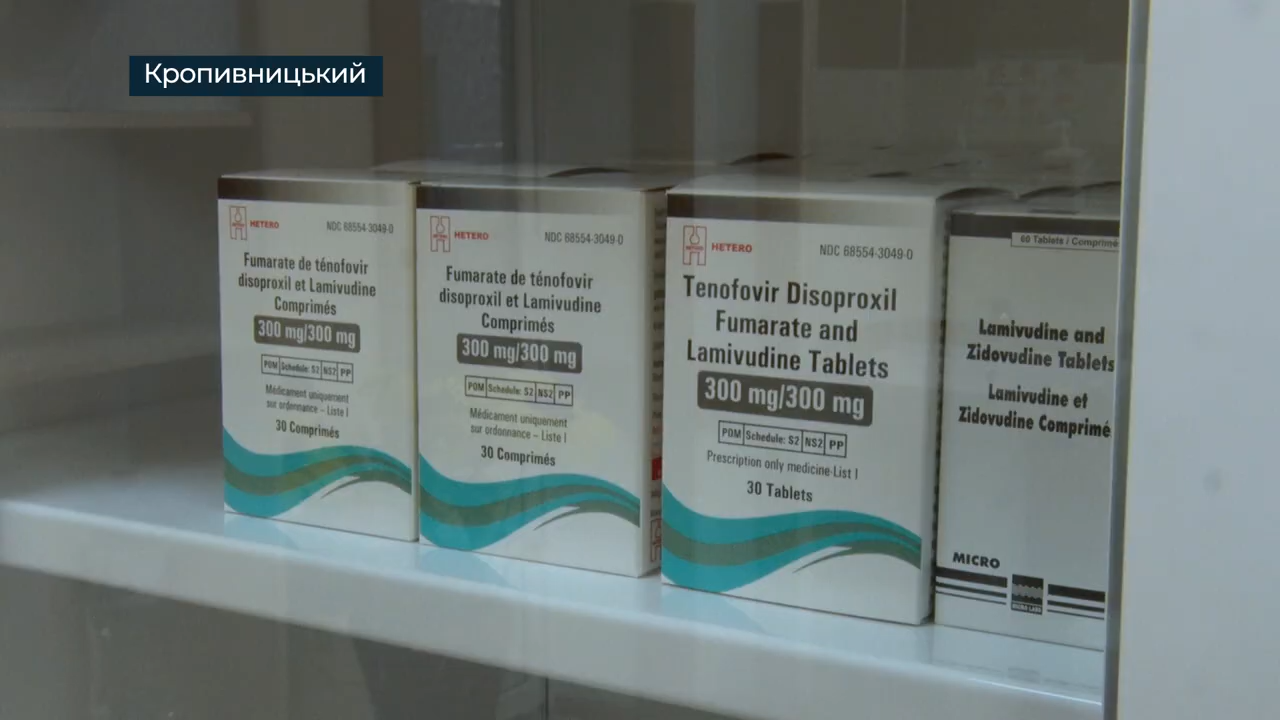 Кропивницький
HETERO
NDC 68554-3049-0
Fumarate de ténofovir
disoproxil et Lamivudine
Comprimés
300 mg/300 mg
POM Schedule: S2 NS2 PP
Médicament uniquement
sur ordonnance – Liste I
30 Comprimés
HETERO
NDC 68554-3049-0
Fumarate de ténofovir
disoproxil et Lamivudine
Comprimés
300 mg/300 mg
POM Schedule: S2 NS2 PP
Médicament uniquement
sur ordonnance – Liste I
30 Comprimés
HETERO
NDC 68554-3049-0
Tenofovir Disoproxil
Fumarate and
Lamivudine Tablets
300 mg/300 mg
POM Schedule: S2 NS2 PP
Prescription only medicine-List I
30 Tablets
60 Tablets / Comprimé
Lamivudine and
Zidovudine Tablets
Lamivudine et
Zidovudine Comprimé
MICRO